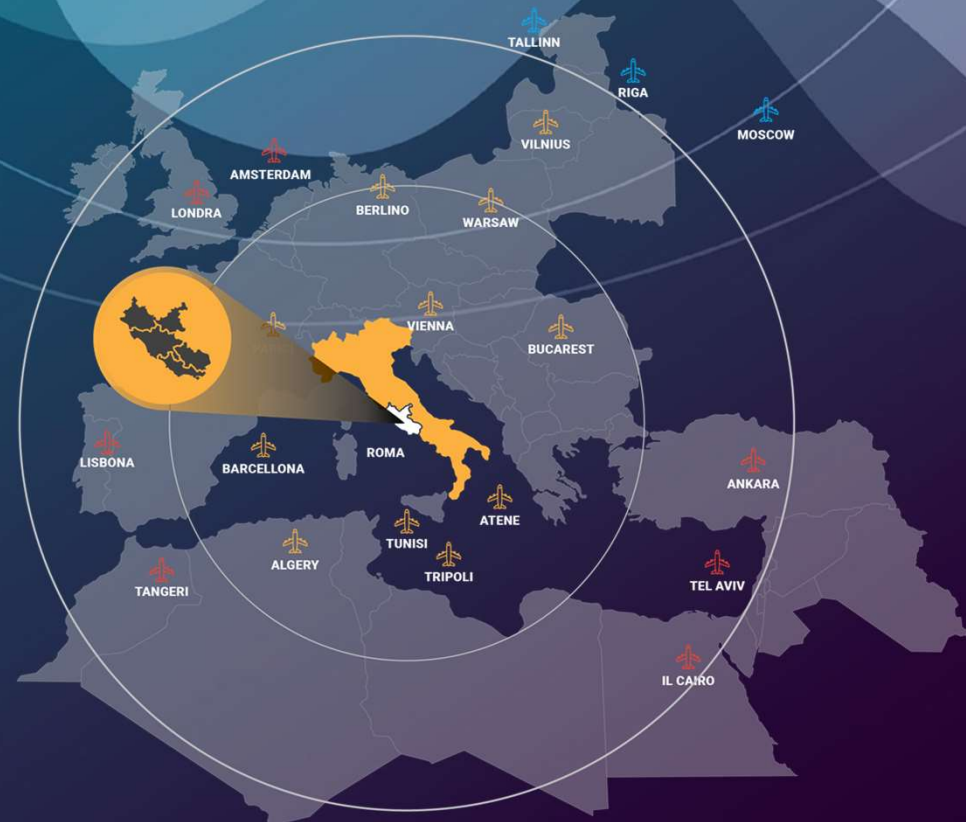 TALLINN
RIGA
MOSCOW
VILNIUS
AMSTERDAM
LONDRA
BERLINO
WARSAW
VIENNA
BUCAREST
ROMA
LISBONA
BARCELLONA
ANKARA
ATENE
TUNISI
ALGERY
TRIPOLI
TANGERI
TEL AVIV
IL CAIRO